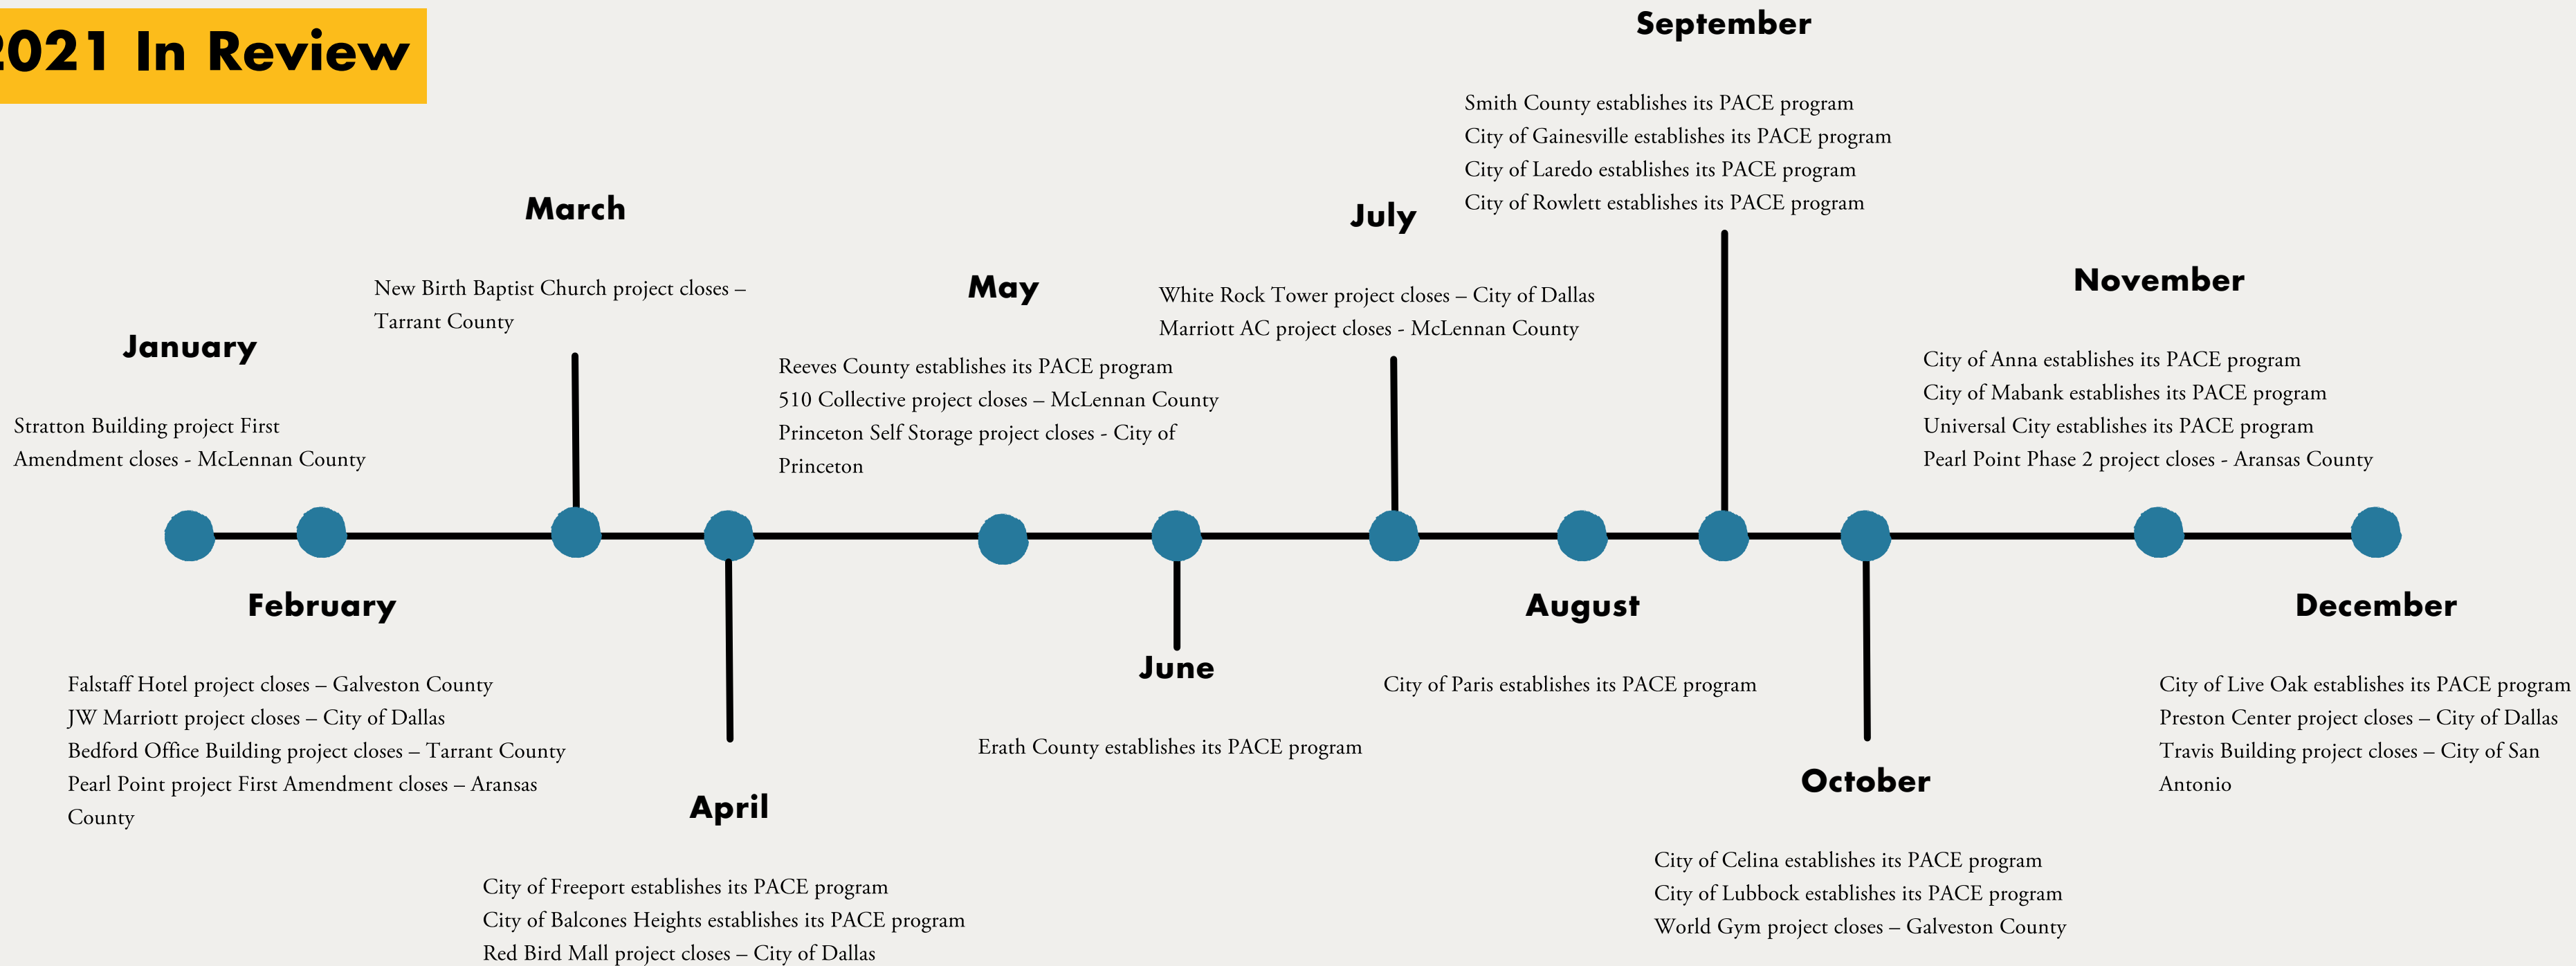 2021 In Review
January
Stratton Building project First
Amendment closes - McLennan County
February
Falstaff Hotel project closes – Galveston County
JW Marriott project closes – City of Dallas
Bedford Office Building project closes – Tarrant County
Pearl Point project First Amendment closes – Aransas
County
March
New Birth Baptist Church project closes –
Tarrant County
April
City of Freeport establishes its PACE program
City of Balcones Heights establishes its PACE program
Red Bird Mall project closes – City of Dallas
May
Reeves County establishes its PACE program
510 Collective project closes – McLennan County
Princeton Self Storage project closes - City of
Princeton
June
Erath County establishes its PACE program
July
White Rock Tower project closes – City of Dallas
Marriott AC project closes - McLennan County
August
City of Paris establishes its PACE program
September
Smith County establishes its PACE program
City of Gainesville establishes its PACE program
City of Laredo establishes its PACE program
City of Rowlett establishes its PACE program
October
City of Celina establishes its PACE program
City of Lubbock establishes its PACE program
World Gym project closes – Galveston County
November
City of Anna establishes its PACE program
City of Mabank establishes its PACE program
Universal City establishes its PACE program
Pearl Point Phase 2 project closes - Aransas County
December
City of Live Oak establishes its PACE program
Preston Center project closes – City of Dallas
Travis Building project closes – City of San
Antonio